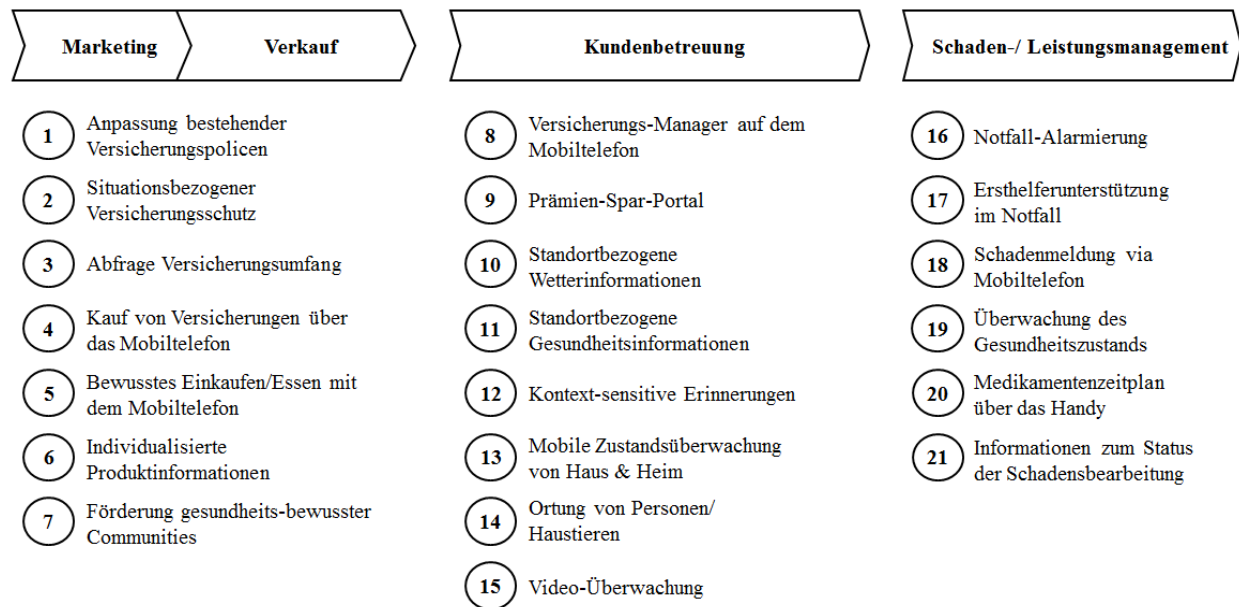 Marketing
Verkauf
Kundenbetreuung
Schaden-/ Leistungsmanagement
1
Anpassung bestehender
Versicherungspolicen
2
Situationsbezogener
Versicherungsschutz
3
Abfrage Versicherungsumfang
4
Kauf von Versicherungen über
das Mobiltelefon
5
Bewusstes Einkaufen/Essen mit
dem Mobiltelefon
6
Individualisierte
Produktinformationen
7
Förderung gesundheits-bewusster
Communities
8
Versicherungs-Manager auf dem
Mobiltelefon
9
Prämien-Spar-Portal
10
Standortbezogene
Wetterinformationen
11
Standortbezogene
Gesundheitsinformationen
12
Kontext-sensitive Erinnerungen
13
Mobile Zustandsüberwachung
von Haus & Heim
14
Ortung von Personen/
Haustieren
15
Video-Überwachung
16
Notfall-Alarmierung
17
Ersthelferunterstützung
im Notfall
18
Schadenmeldung via
Mobiltelefon
19
Überwachung des
Gesundheitszustands
20
Medikamentenzeitplan
über das Handy
21
Informationen zum Status
der Schadensbearbeitung